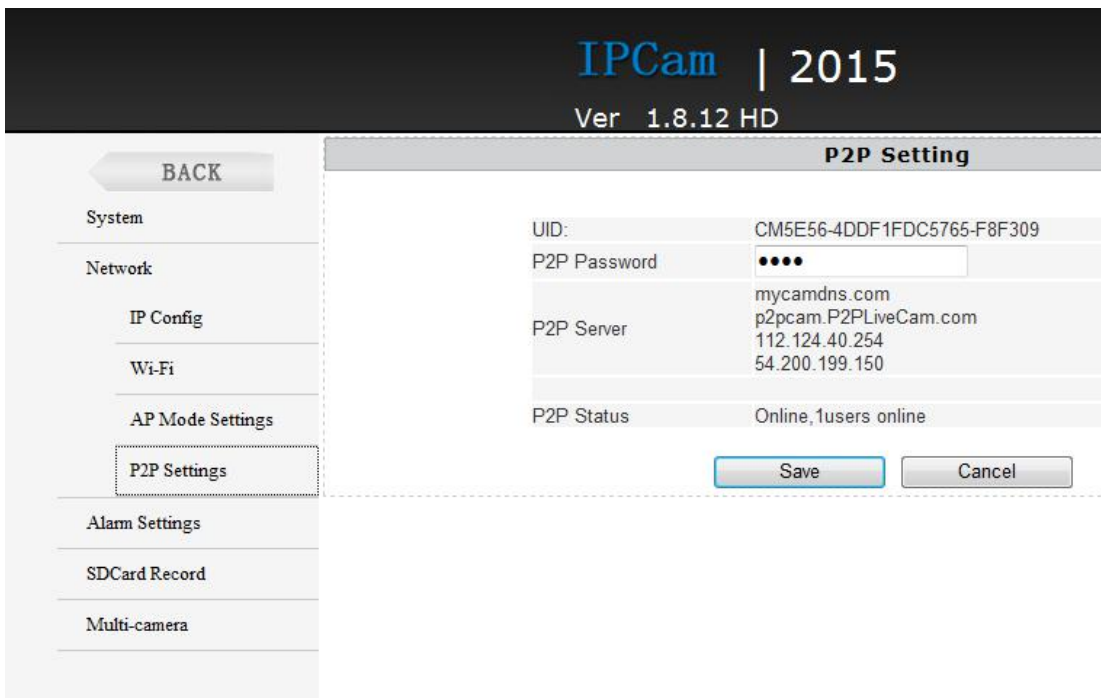 IPCam | 2015
Ver 1.8.12 HD
BACK
System
Network
IP Config
Wi-Fi
AP Mode Settings
P2P Settings
Alarm Settings
SDCard Record
Multi-camera
P2P Setting
UID: CM5E56-4DDF1FDC5765-F8F309
P2P Password ••••
P2P Server
mycamdns.com
p2pcam.P2PLiveCam.com
112.124.40.254
54.200.199.150
P2P Status Online,1users online
Save Cancel